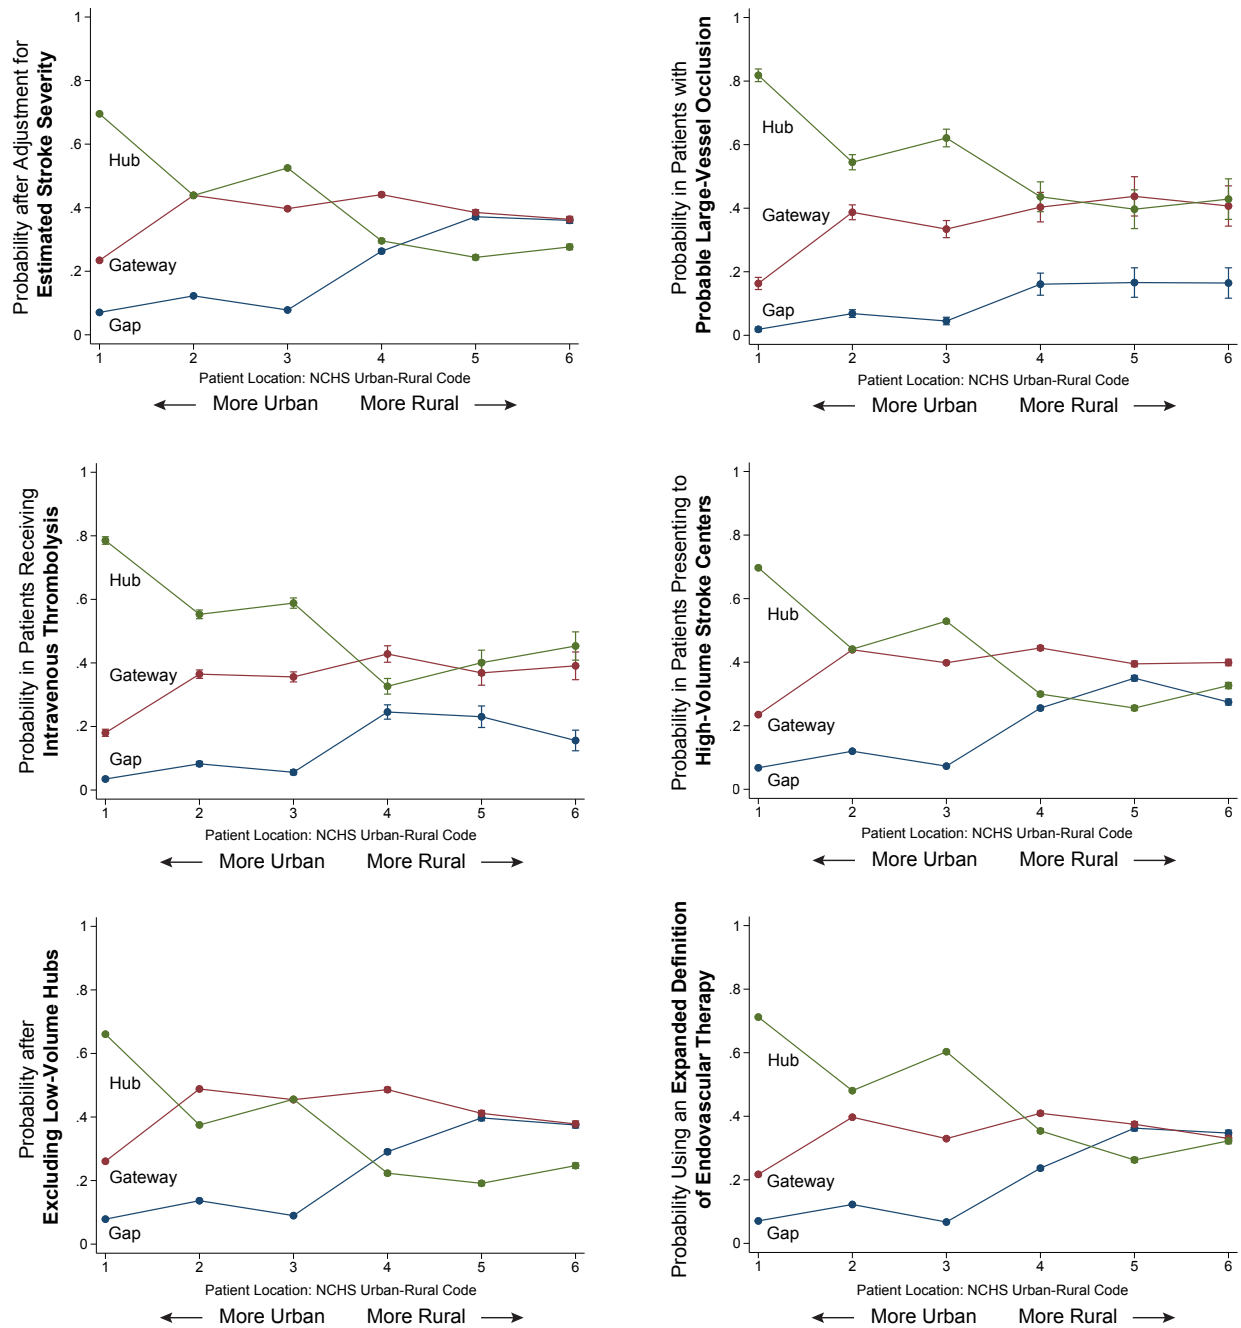 Probability after Adjustment for
Estimated Stroke Severity
1
.8
.6
.4
.2
0
Hub
Gateway
Gap
1 2 3 4 5 6
Patient Location: NCHS Urban-Rural Code
← More Urban More Rural →
Probability in Patients with
Probable Large-Vessel Occlusion
1
.8
.6
.4
.2
0
Hub
Gateway
Gap
1 2 3 4 5 6
Patient Location: NCHS Urban-Rural Code
← More Urban More Rural →
Probability in Patients Receiving
Intravenous Thrombolysis
1
.8
.6
.4
.2
0
Hub
Gateway
Gap
1 2 3 4 5 6
Patient Location: NCHS Urban-Rural Code
← More Urban More Rural →
Probability in Patients Presenting to
High-Volume Stroke Centers
1
.8
.6
.4
.2
0
Hub
Gateway
Gap
1 2 3 4 5 6
Patient Location: NCHS Urban-Rural Code
← More Urban More Rural →
Probability after
Excluding Low-Volume Hubs
1
.8
.6
.4
.2
0
Hub
Gateway
Gap
1 2 3 4 5 6
Patient Location: NCHS Urban-Rural Code
← More Urban More Rural →
Probability Using an Expanded Definition
of Endovascular Therapy
1
.8
.6
.4
.2
0
Hub
Gateway
Gap
1 2 3 4 5 6
Patient Location: NCHS Urban-Rural Code
← More Urban More Rural →